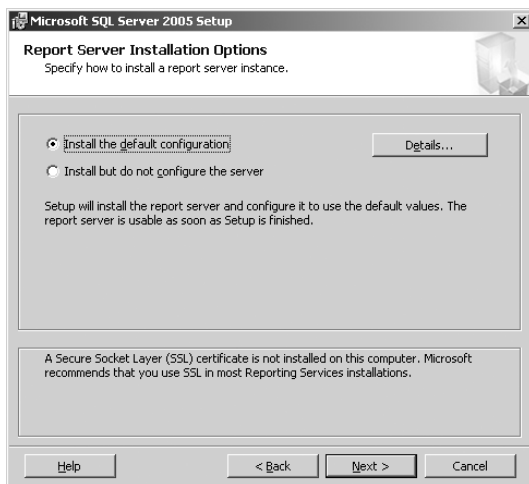 Microsoft SQL Server 2005 Setup
Report Server Installation Options
Specify how to install a report server instance.
Install the default configuration
Details...
Install but do not configure the server
Setup will install the report server and configure it to use the default values. The
report server is usable as soon as Setup is finished.
A Secure Socket Layer (SSL) certificate is not installed on this computer. Microsoft
recommends that you use SSL in most Reporting Services installations.
Help
< Back
Next >
Cancel